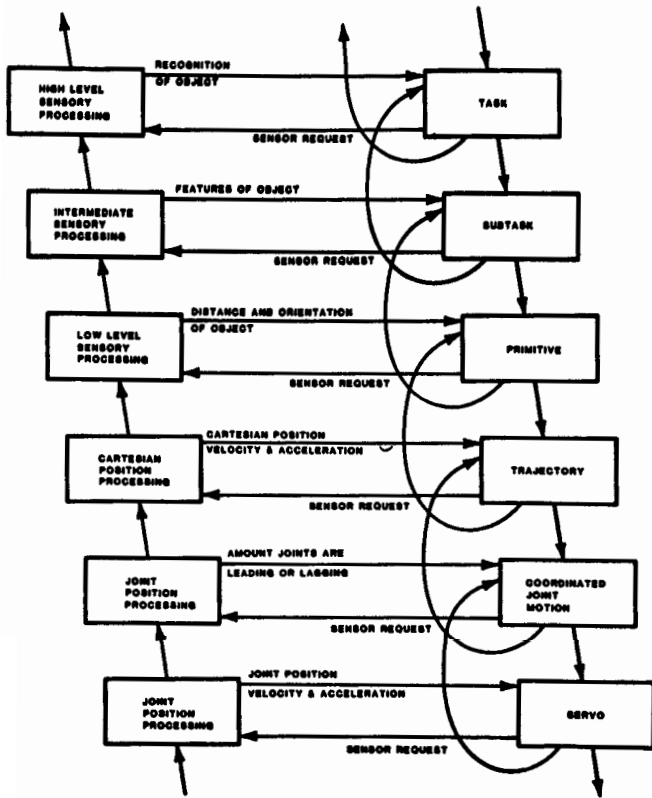 RECOGNITION
OF OBJECT
HIGH LEVEL
SENSORY
PROCESSING
TASK
SENSOR REQUEST
FEATURES OF OBJECT
INTERMEDIATE
SENSORY
PROCESSING
SUBTASK
SENSOR REQUEST
DISTANCE AND ORIENTATION
OF OBJECT
LOW LEVEL
SENSORY
PROCESSING
PRIMITIVE
SENSOR REQUEST
CARTESIAN POSITION
VELOCITY & ACCELERATION
CARTESIAN
POSITION
PROCESSING
TRAJECTORY
SENSOR REQUEST
AMOUNT JOINTS ARE
LEADING OR LAGGING
JOINT
POSITION
PROCESSING
COORDINATED
JOINT
MOTION
SENSOR REQUEST
JOINT POSITION
VELOCITY & ACCELERATION
JOINT
POSITION
PROCESSING
SERVO
SENSOR REQUEST